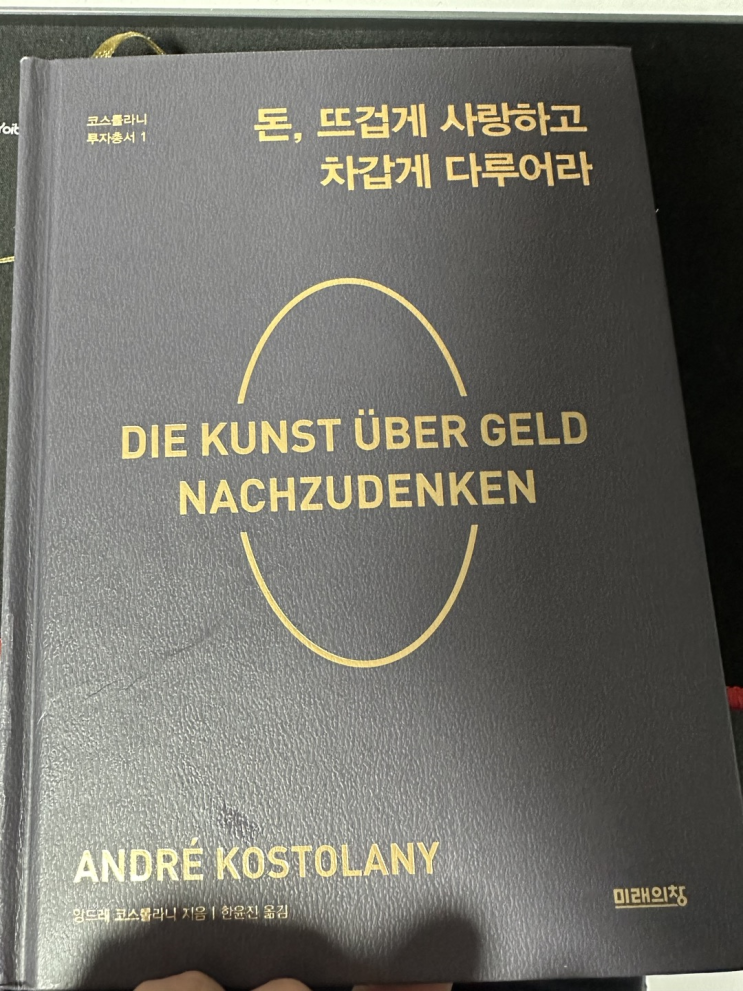 코스톨라니
투자총서 1
돈, 뜨겁게 사랑하고
차갑게 다루어라
DIE KUNST ÜBER GELD
NACHZUDENKEN
ANDRÉ KOSTOLANY
앙드레 코스톨라니 지음 | 한윤진 옮김
미래의창